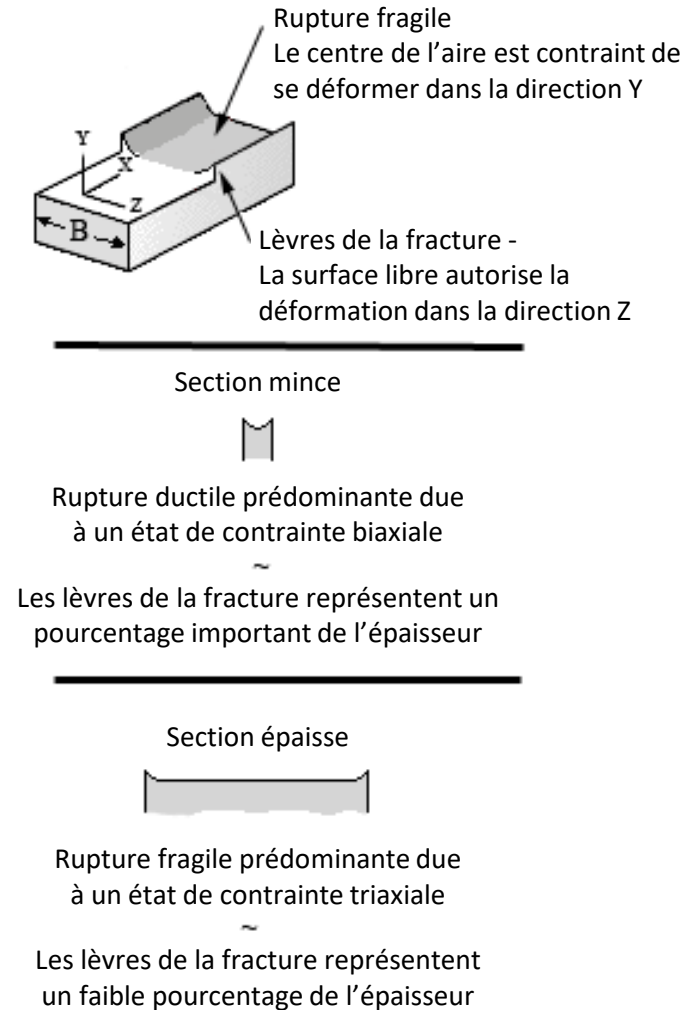 Rupture fragile
Le centre de l'aire est contraint de
se déformer dans la direction Y
Y
X
Z
B
Lèvres de la fracture -
La surface libre autorise la
déformation dans la direction Z
Section mince
Rupture ductile prédominante due
à un état de contrainte biaxiale
~
Les lèvres de la fracture représentent un
pourcentage important de l'épaisseur
Section épaisse
Rupture fragile prédominante due
à un état de contrainte triaxiale
~
Les lèvres de la fracture représentent
un faible pourcentage de l'épaisseur